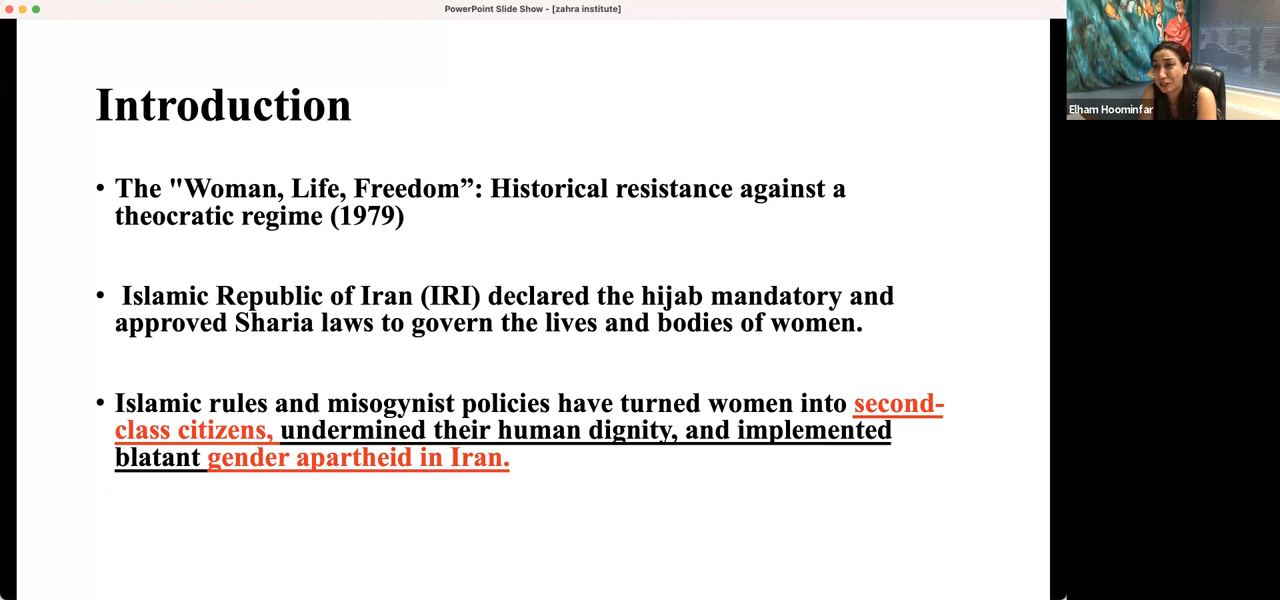 PowerPoint Slide Show - [zahra institute]
Introduction
• The "Woman, Life, Freedom”: Historical resistance against a
theocratic regime (1979)
• Islamic Republic of Iran (IRI) declared the hijab mandatory and
approved Sharia laws to govern the lives and bodies of women.
• Islamic rules and misogynist policies have turned women into second-
class citizens, undermined their human dignity, and implemented
blatant gender apartheid in Iran.
Elham Hoominfar